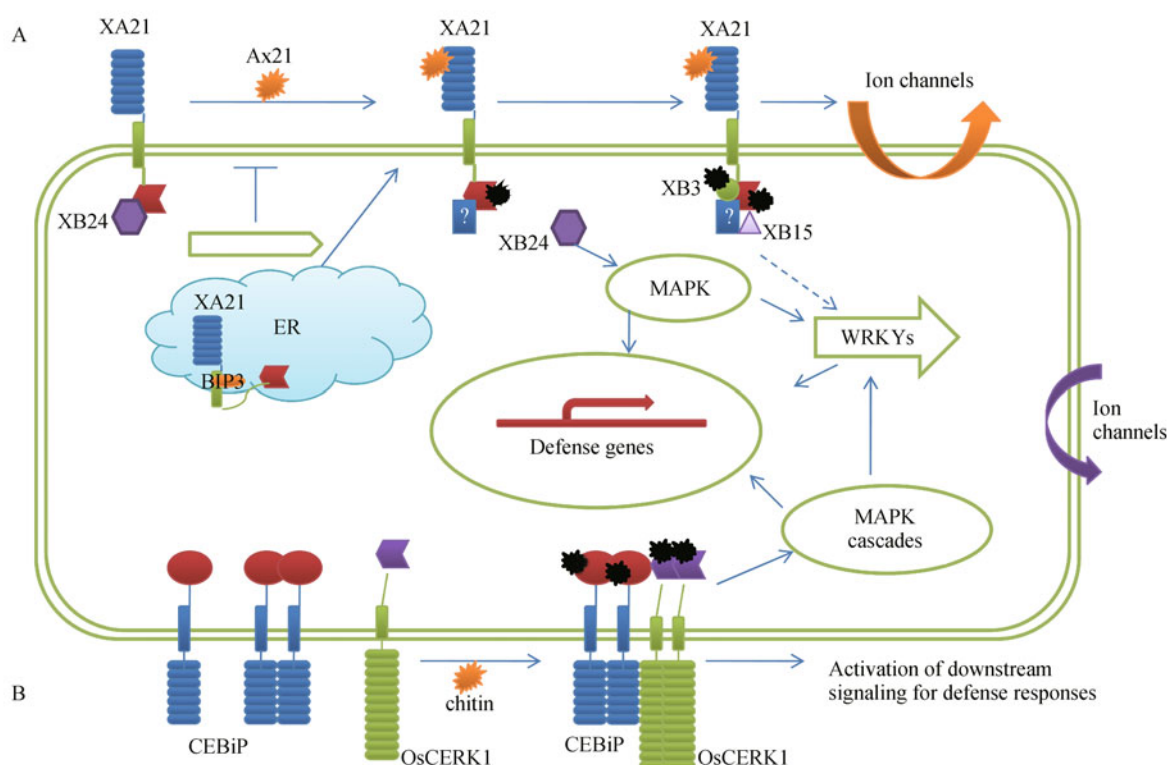 A
XA21
Ax21
XA21
XA21
Ion channels
XB24
?
XB24
XB3
?
XB15
MAPK
XA21
ER
BIP3
WRKYs
Defense genes
Ion
channels
MAPK
cascades
B
CEBiP
OsCERK1
chitin
CEBiP
OsCERK1
Activation of downstream
signaling for defense responses